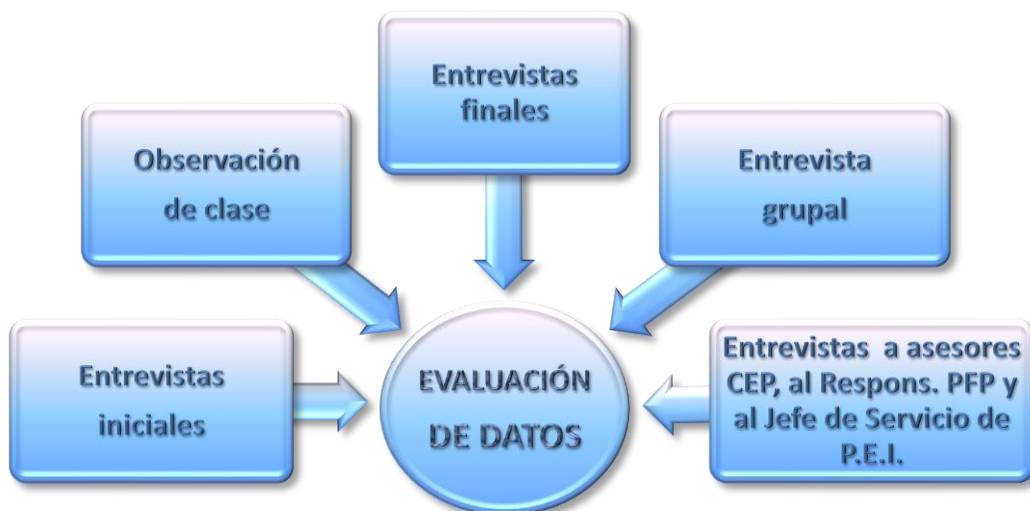 Entrevistas
finales
Observación
de clase
Entrevista
grupal
Entrevistas
iniciales
EVALUACIÓN
DE DATOS
Entrevistas a asesores
CEP, al Respons. PFP y
al Jefe de Servicio de
P.E.I.